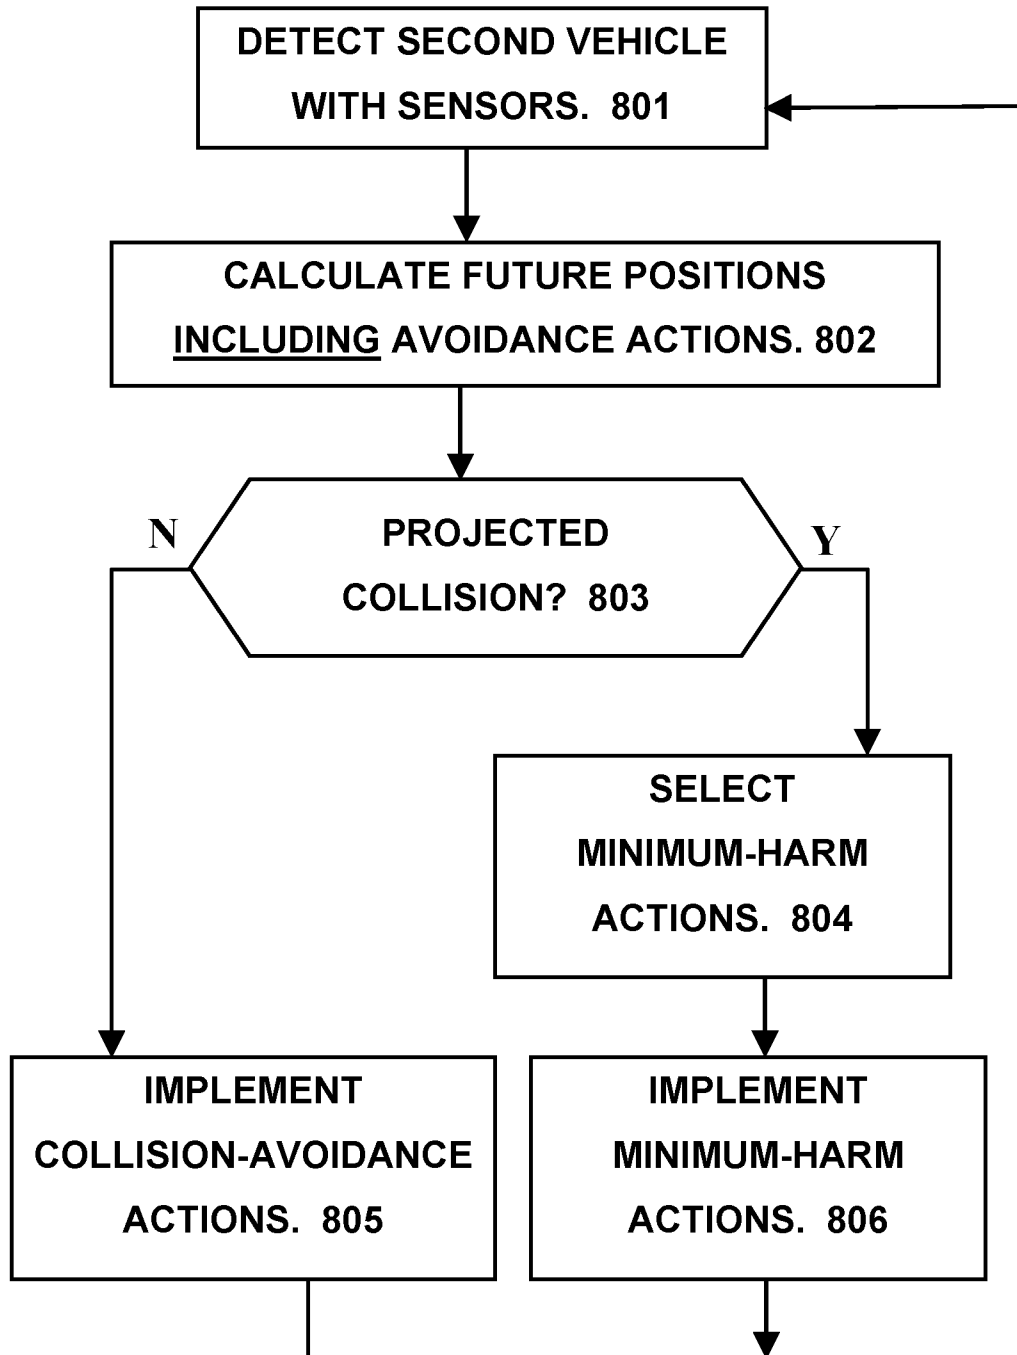 DETECT SECOND VEHICLE
WITH SENSORS. 801
CALCULATE FUTURE POSITIONS
INCLUDING AVOIDANCE ACTIONS. 802
N
PROJECTED
Y
COLLISION? 803
SELECT
MINIMUM-HARM
ACTIONS. 804
IMPLEMENT
COLLISION-AVOIDANCE
ACTIONS. 805
IMPLEMENT
MINIMUM-HARM
ACTIONS. 806